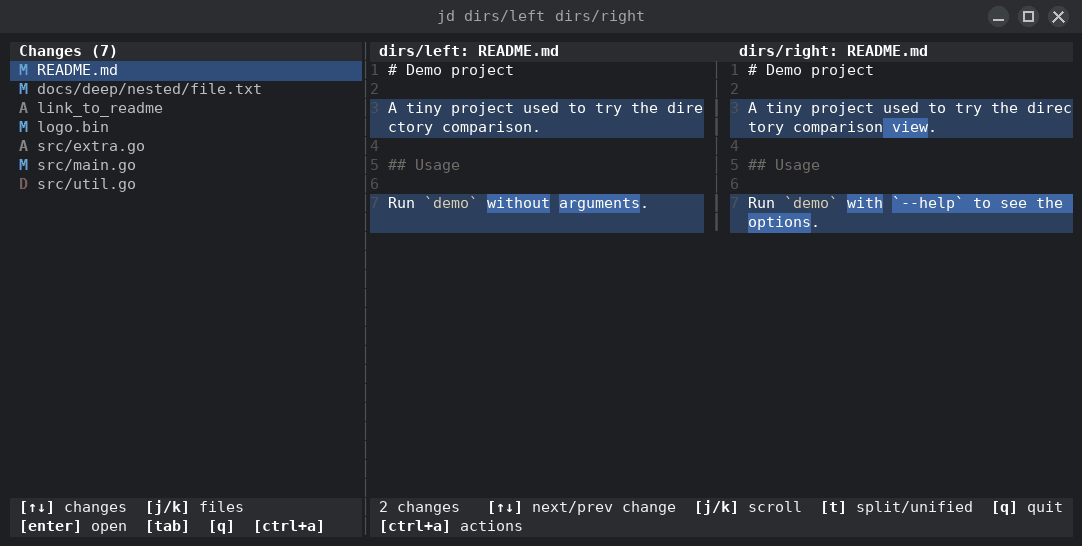 jd dirs/left dirs/right
Changes (7)
M README.md
M docs/deep/nested/file.txt
A link_to_readme
M logo.bin
A src/extra.go
M src/main.go
D src/util.go
[↑↓] changes [j/k] files
[enter] open [tab] [q] [ctrl+a]
dirs/left: README.md
1 # Demo project
2
3 A tiny project used to try the dire
ctory comparison.
4
5 ## Usage
6
7 Run `demo` without arguments.
dirs/right: README.md
1 # Demo project
2
3 A tiny project used to try the direc
tory comparison view.
4
5 ## Usage
6
7 Run `demo` with `--help` to see the
options.
2 changes [↑↓] next/prev change [j/k] scroll [t] split/unified [q] quit
[ctrl+a] actions